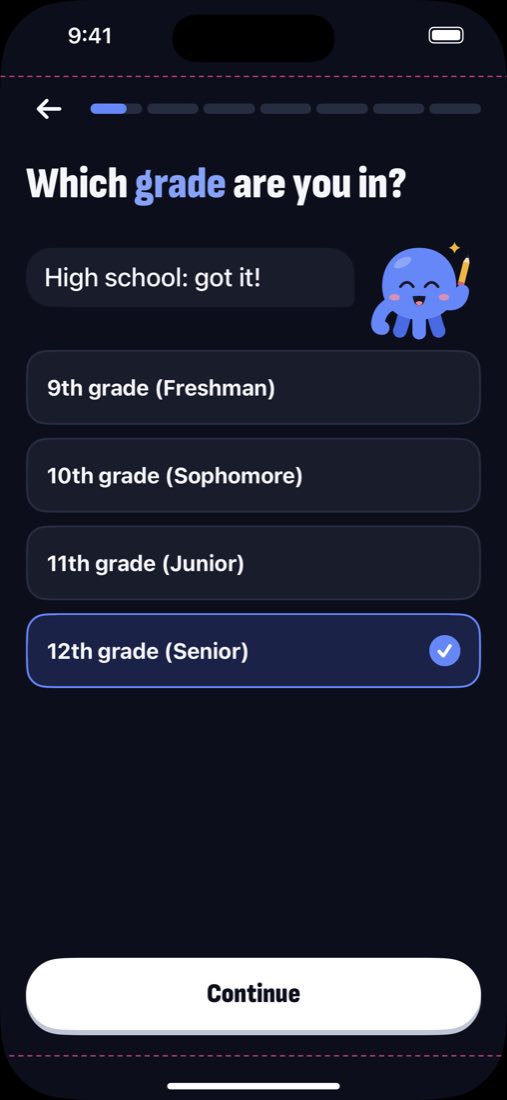 9:41
Which grade are you in?
High school: got it!
9th grade (Freshman)
10th grade (Sophomore)
11th grade (Junior)
12th grade (Senior)
Continue